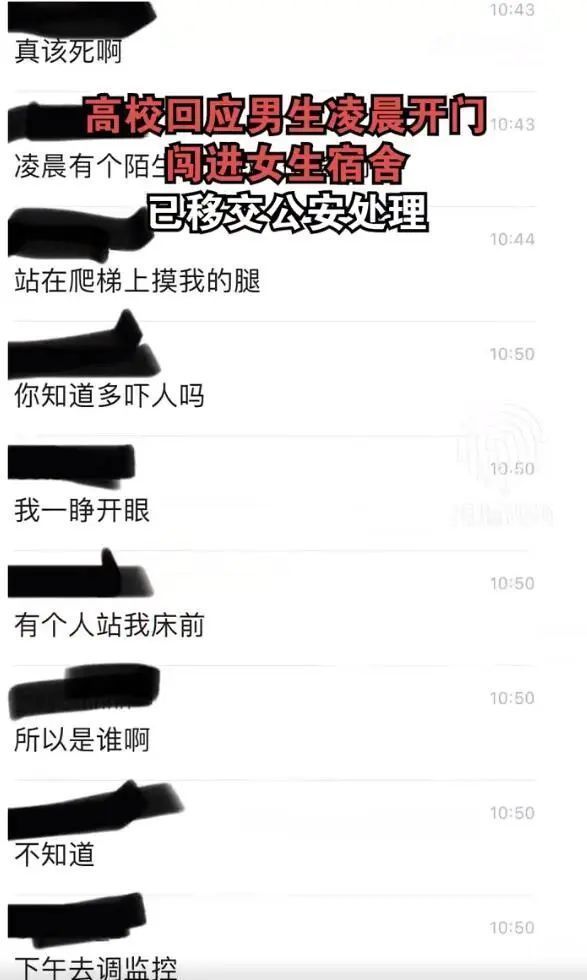 10:43
真该死啊
高校回应男生凌晨开门
10:43
闯进女生宿舍
凌晨有个陌生
已移交公安处理
10:44
站在爬梯上摸我的腿
10:50
你知道多吓人吗
10:50
我一睁开眼
10:50
有个人站我床前
10:50
所以是谁啊
10:50
不知道
10:50
下午去调监控